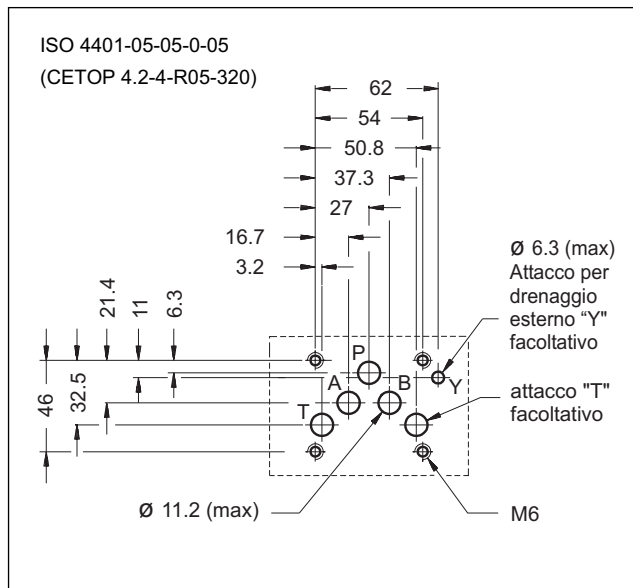 ISO 4401-05-05-0-05
(CETOP 4.2-4-R05-320)
62
54
50.8
37.3
27
16.7
3.2
21.4
11
6.3
46
32.5
Ø 6.3 (max)
Attacco per
drenaggio
esterno “Y"
facoltativo
P
A
B
Y
T
attacco "T"
facoltativo
Ø 11.2 (max)
M6